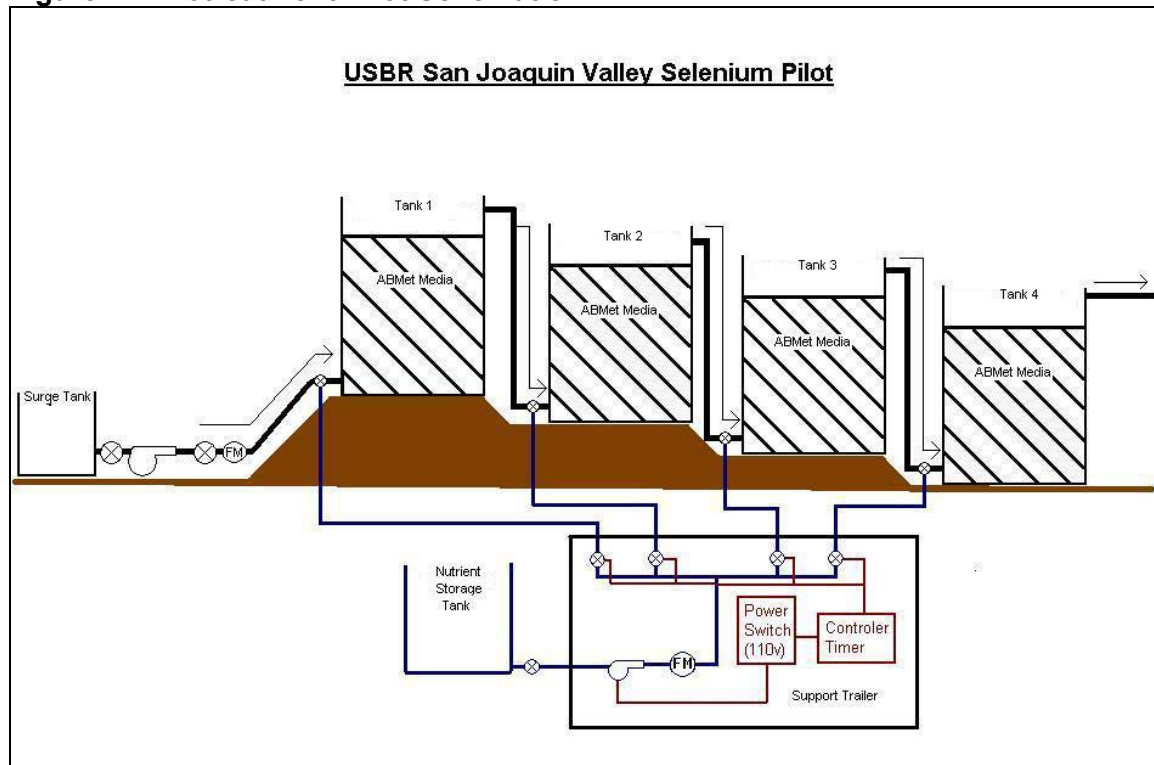 USBR San Joaquin Valley Selenium Pilot
Tank 1
ABMet Media
Tank 2
ABMet Media
Tank 3
ABMet Media
Tank 4
ABMet Media
Surge Tank
FM
Nutrient
Storage
Tank
FM
Power
Switch
(110v)
Controler
Timer
Support Trailer